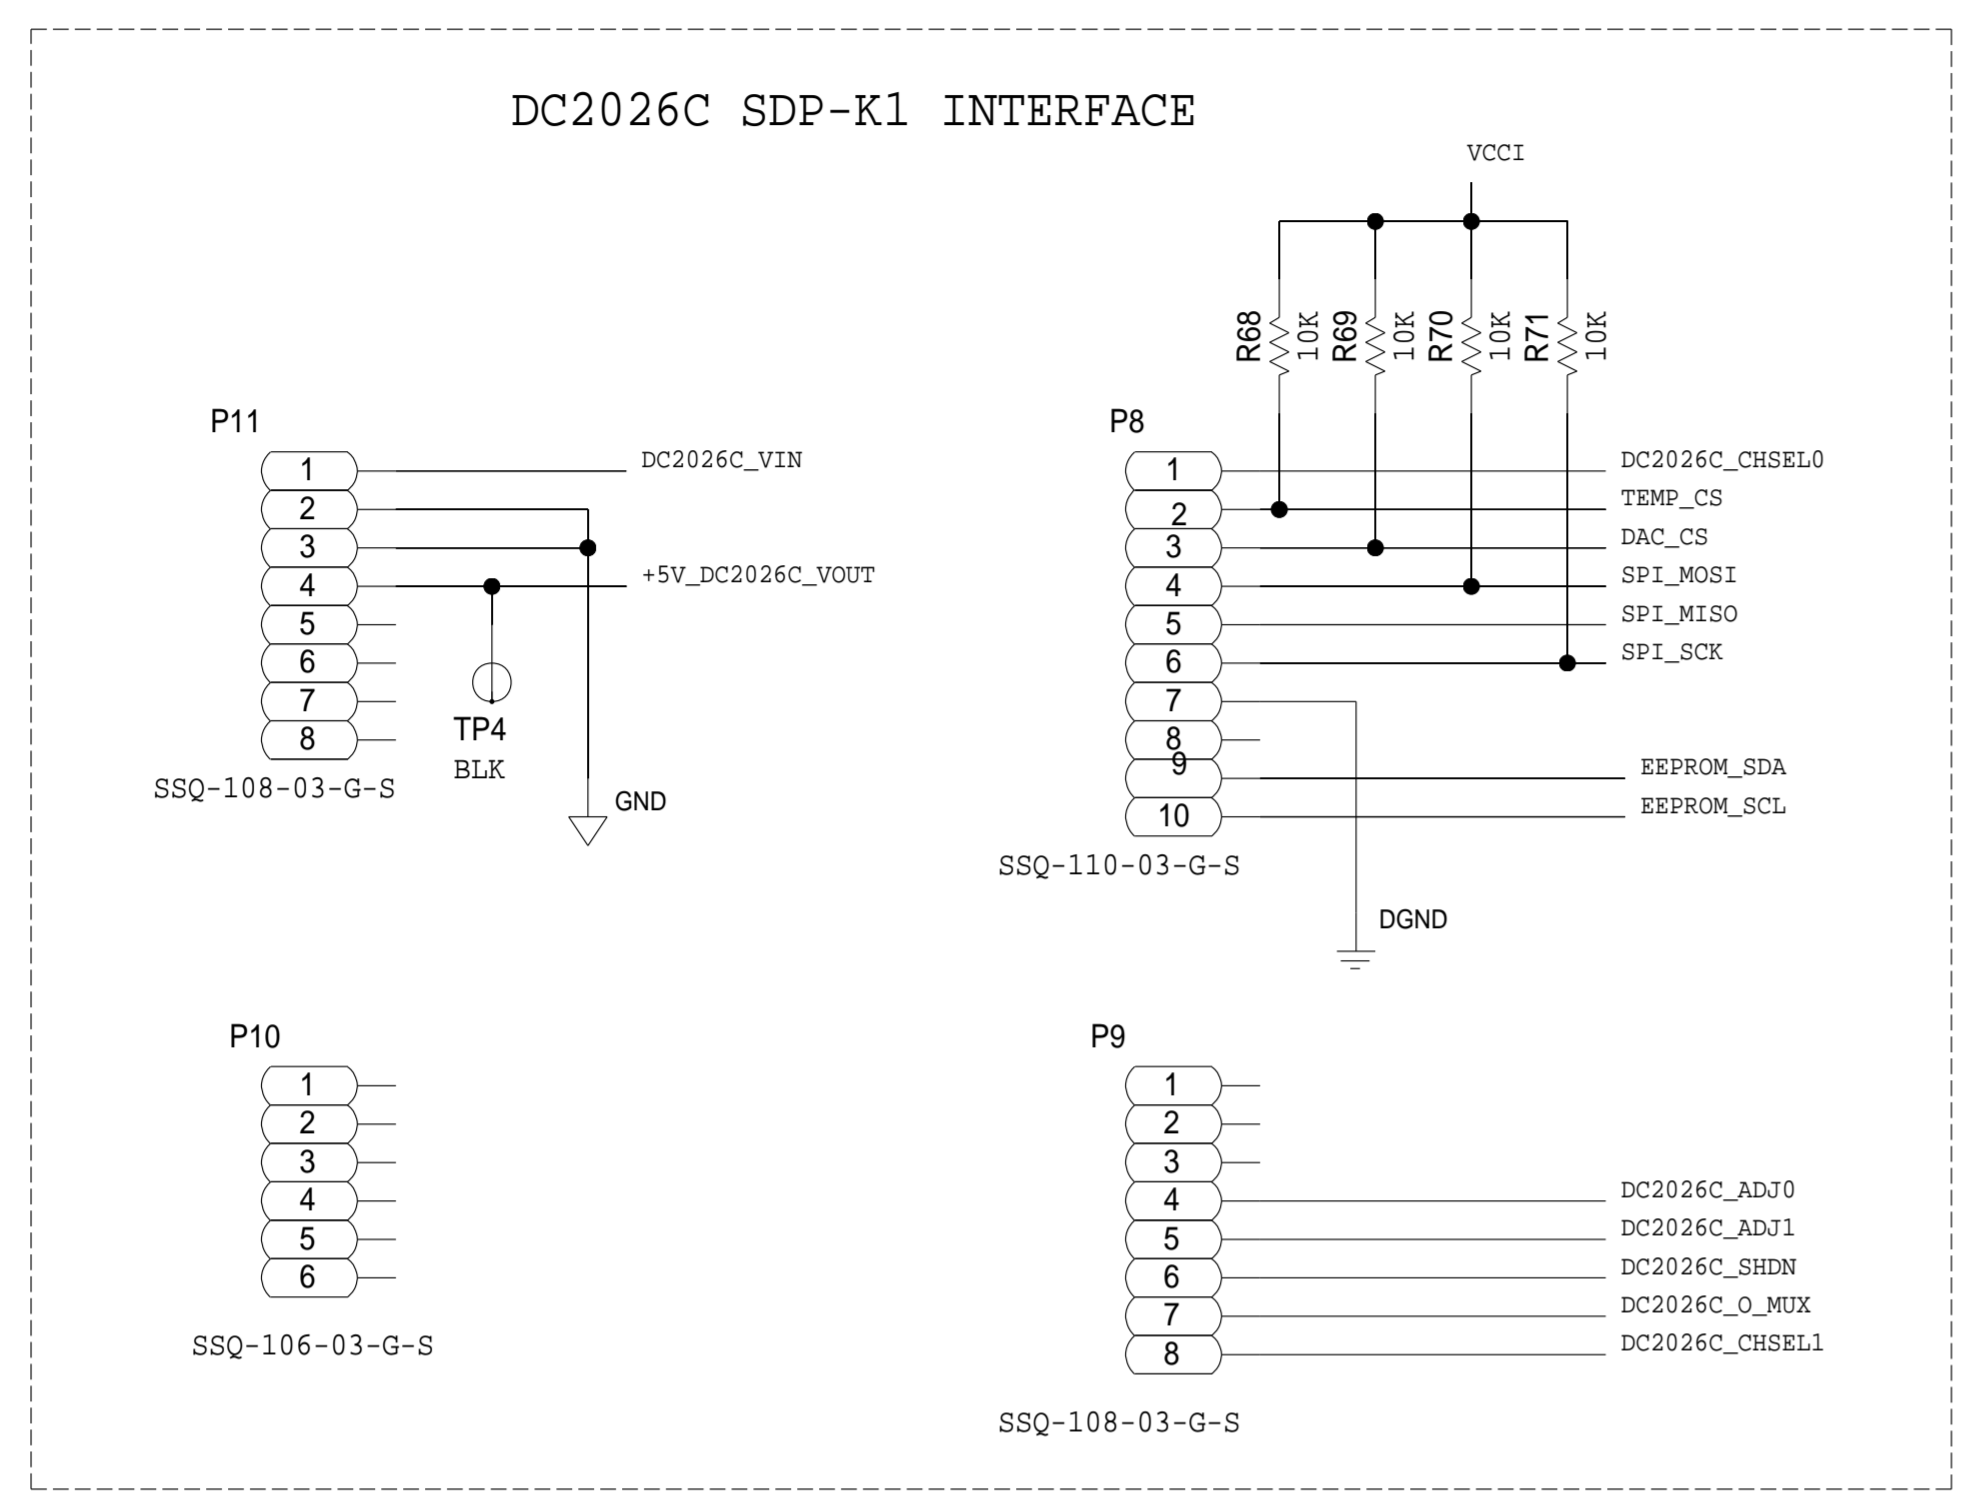 DC2026C SDP-K1 INTERFACE
VCCI
R68
10K
R69
10K
R70
10K
R71
10K
P11
1
2
3
4
5
6
7
8
DC2026C_VIN
+5V_DC2026C_VOUT
TP4
BLK
GND
SSQ-108-03-G-S
P8
1
2
3
4
5
6
7
8
9
10
DC2026C_CHSEL0
TEMP_CS
DAC_CS
SPI_MOSI
SPI_MISO
SPI_SCK
EEPROM_SDA
EEPROM_SCL
SSQ-110-03-G-S
DGND
P10
1
2
3
4
5
6
SSQ-106-03-G-S
P9
1
2
3
4
5
6
7
8
DC2026C_ADJ0
DC2026C_ADJ1
DC2026C_SHDN
DC2026C_O_MUX
DC2026C_CHSEL1
SSQ-108-03-G-S